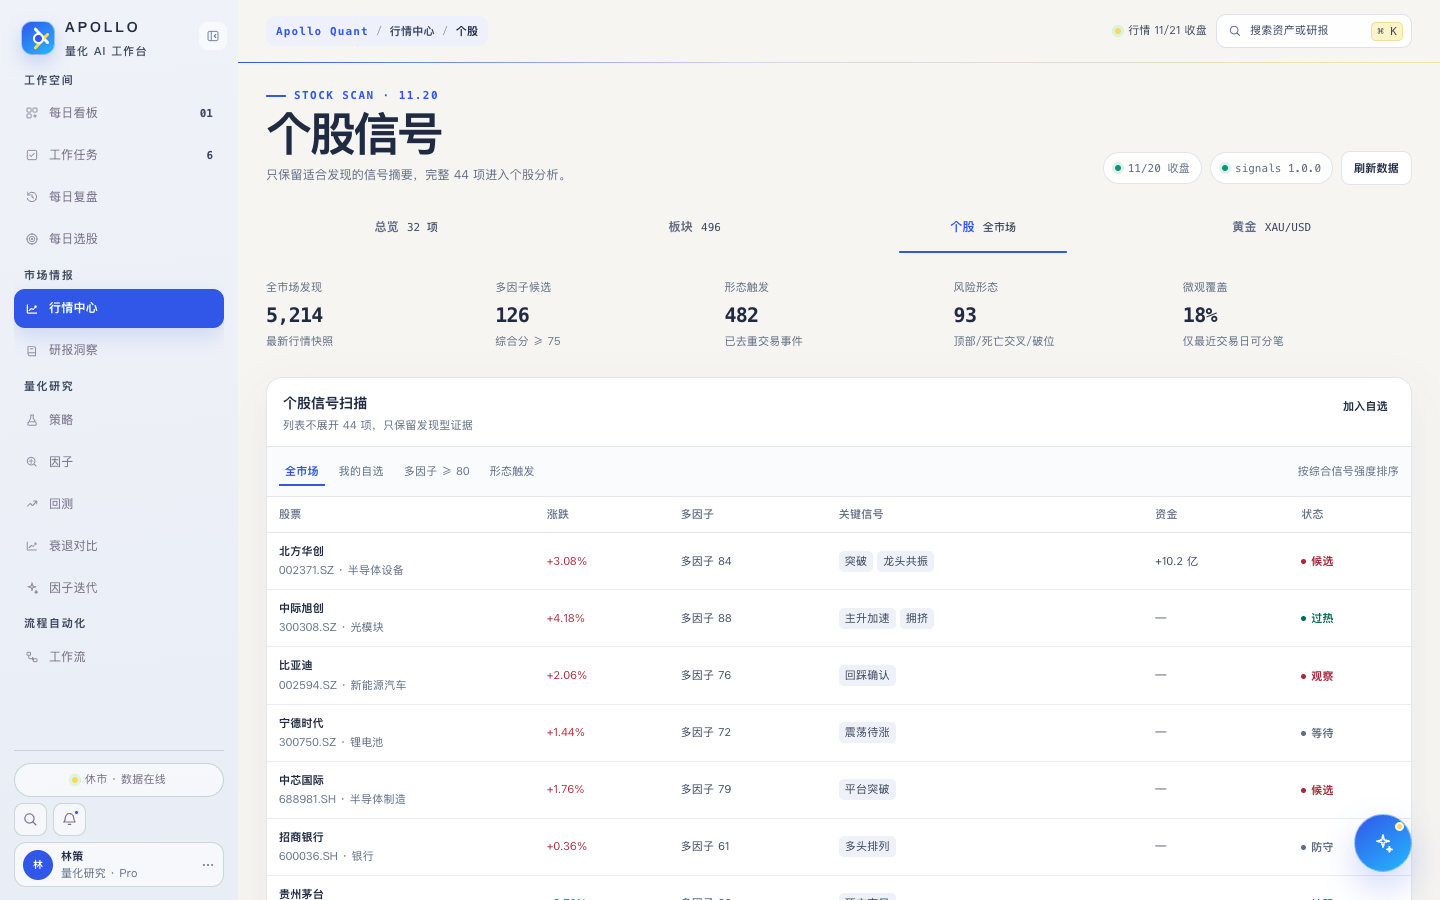 APOLLO
量化 AI 工作台
工作空间
每日看板 01
工作任务 6
每日复盘
每日选股
市场情报
行情中心
研报洞察
量化研究
策略
因子
回测
衰退对比
因子迭代
流程自动化
工作流
休市 · 数据在线
林
林策
量化研究 · Pro
Apollo Quant / 行情中心 / 个股
行情 11/21 收盘
搜索资产或研报 ⌘ K
STOCK SCAN · 11.20
个股信号
只保留适合发现的信号摘要，完整 44 项进入个股分析。
11/20 收盘
signals 1.0.0
刷新数据
总览 32 项
板块 496
个股 全市场
黄金 XAU/USD
全市场发现
5,214
最新行情快照
多因子候选
126
综合分 ≥ 75
形态触发
482
已去重交易事件
风险形态
93
顶部/死亡交叉/破位
微观覆盖
18%
仅最近交易日可分笔
个股信号扫描
列表不展开 44 项，只保留发现型证据
加入自选
全市场 我的自选 多因子 ≥ 80 形态触发
按综合信号强度排序
股票 涨跌 多因子 关键信号 资金 状态
北方华创
002371.SZ · 半导体设备
+3.08% 多因子 84 突破 龙头共振 +10.2 亿 候选
中际旭创
300308.SZ · 光模块
+4.18% 多因子 88 主升加速 拥挤 — 过热
比亚迪
002594.SZ · 新能源汽车
+2.06% 多因子 76 回踩确认 — 观察
宁德时代
300750.SZ · 锂电池
+1.44% 多因子 72 震荡待涨 — 等待
中芯国际
688981.SH · 半导体制造
+1.76% 多因子 79 平台突破 — 候选
招商银行
600036.SH · 银行
+0.36% 多因子 61 多头排列 — 防守
贵州茅台